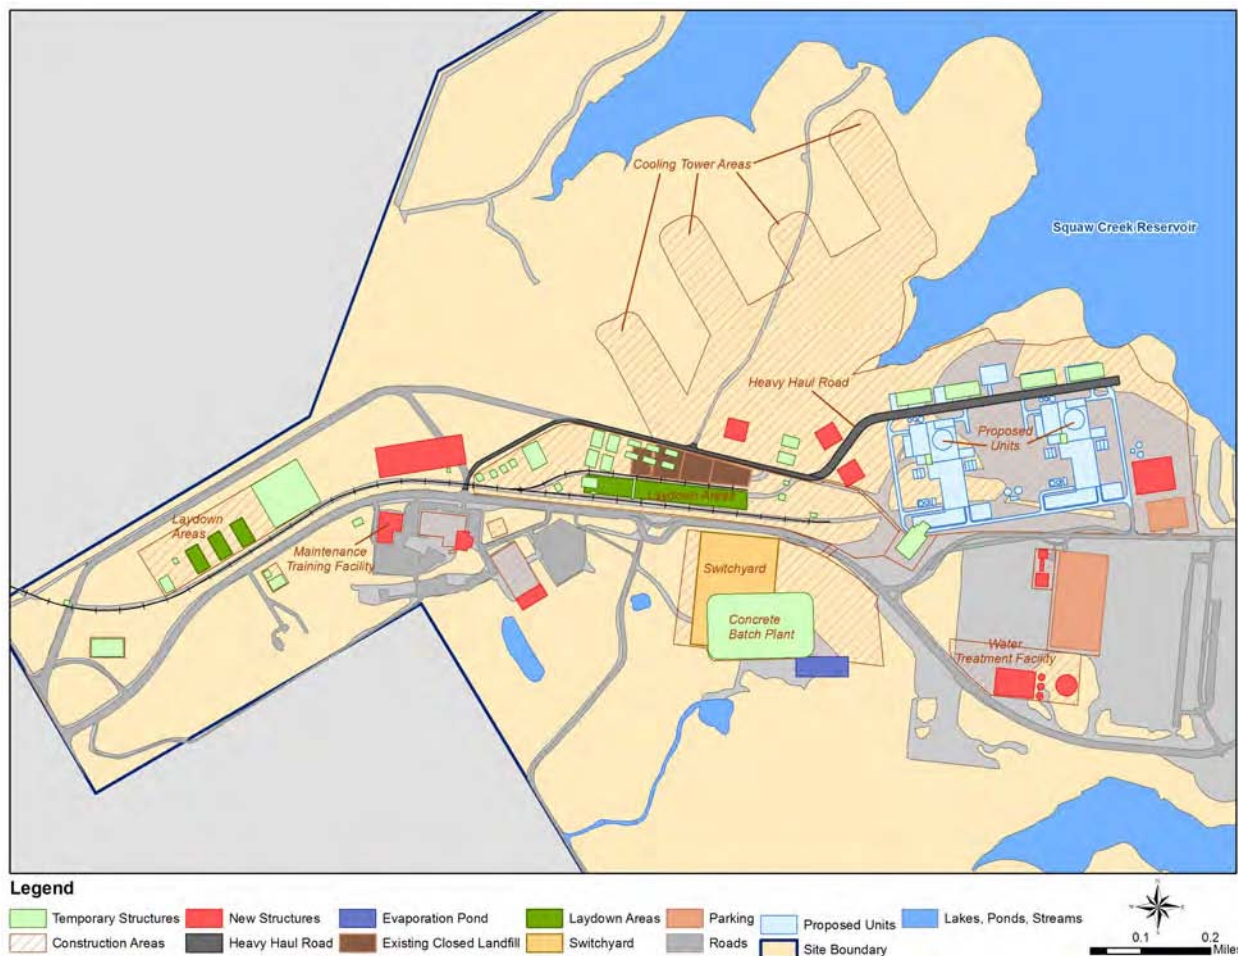 Cooling Tower Areas
Squaw Creek Reservoir
Heavy Haul Road
Proposed
Units
Laydown Areas
Laydown
Areas
Maintenance
Training Facility
Switchyard
Concrete
Batch Plant
Water
Treatment Facility
Legend
Temporary Structures
New Structures
Evaporation Pond
Laydown Areas
Parking
Proposed Units
Lakes, Ponds, Streams
Construction Areas
Heavy Haul Road
Existing Closed Landfill
Switchyard
Roads
Site Boundary
N
W
E
S
0.1
0.2
Miles